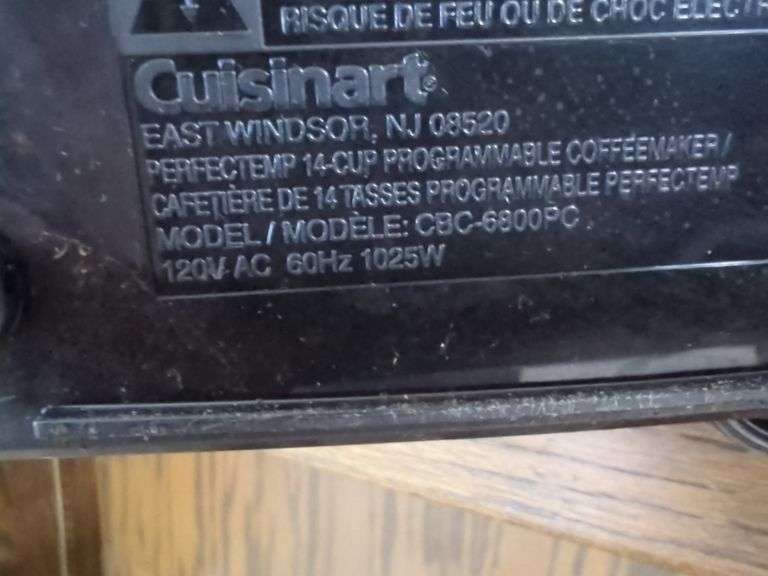 RISQUE DE FEU OU DE CHOC ÉLECTR
Cuisinart®
EAST WINDSOR, NJ 08520
PERFECTEMP 14-CUP PROGRAMMABLE COFFEEMAKER /
CAFETIÈRE DE 14 TASSES PROGRAMMABLE PERFECTEMP
MODEL / MODÈLE: CBC-6800PC
120V AC 60Hz 1025W